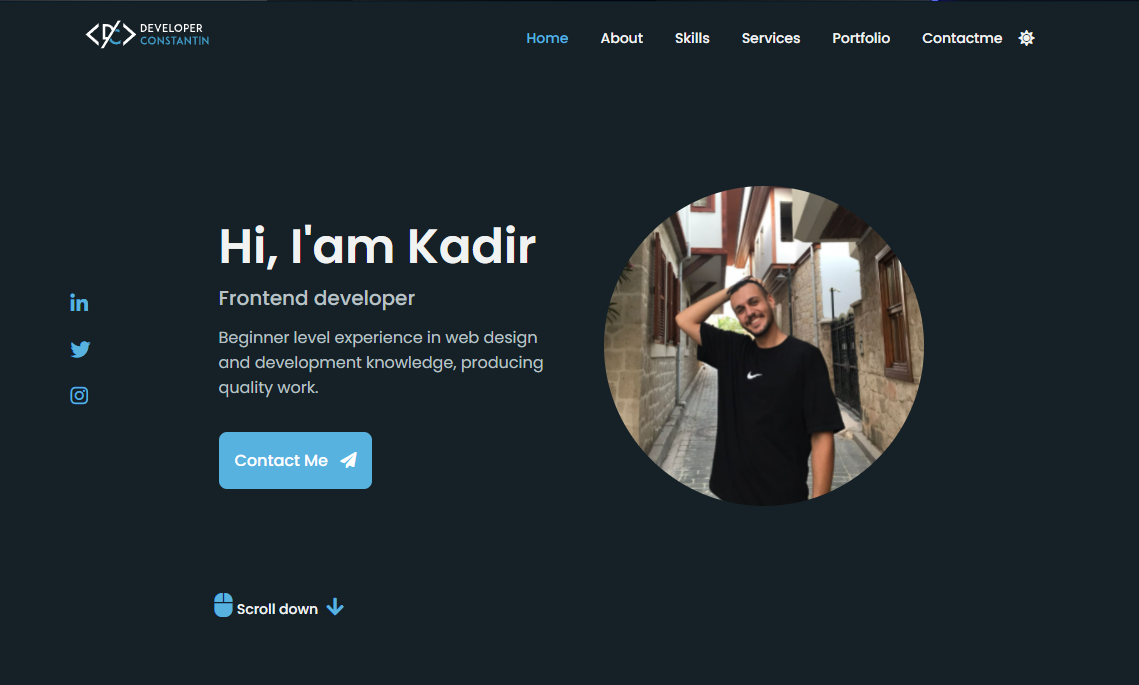 DEVELOPER
CONSTANTIN
Home About Skills Services Portfolio Contactme
Hi, I'am Kadir
Frontend developer
Beginner level experience in web design
and development knowledge, producing
quality work.
Contact Me
Scroll down